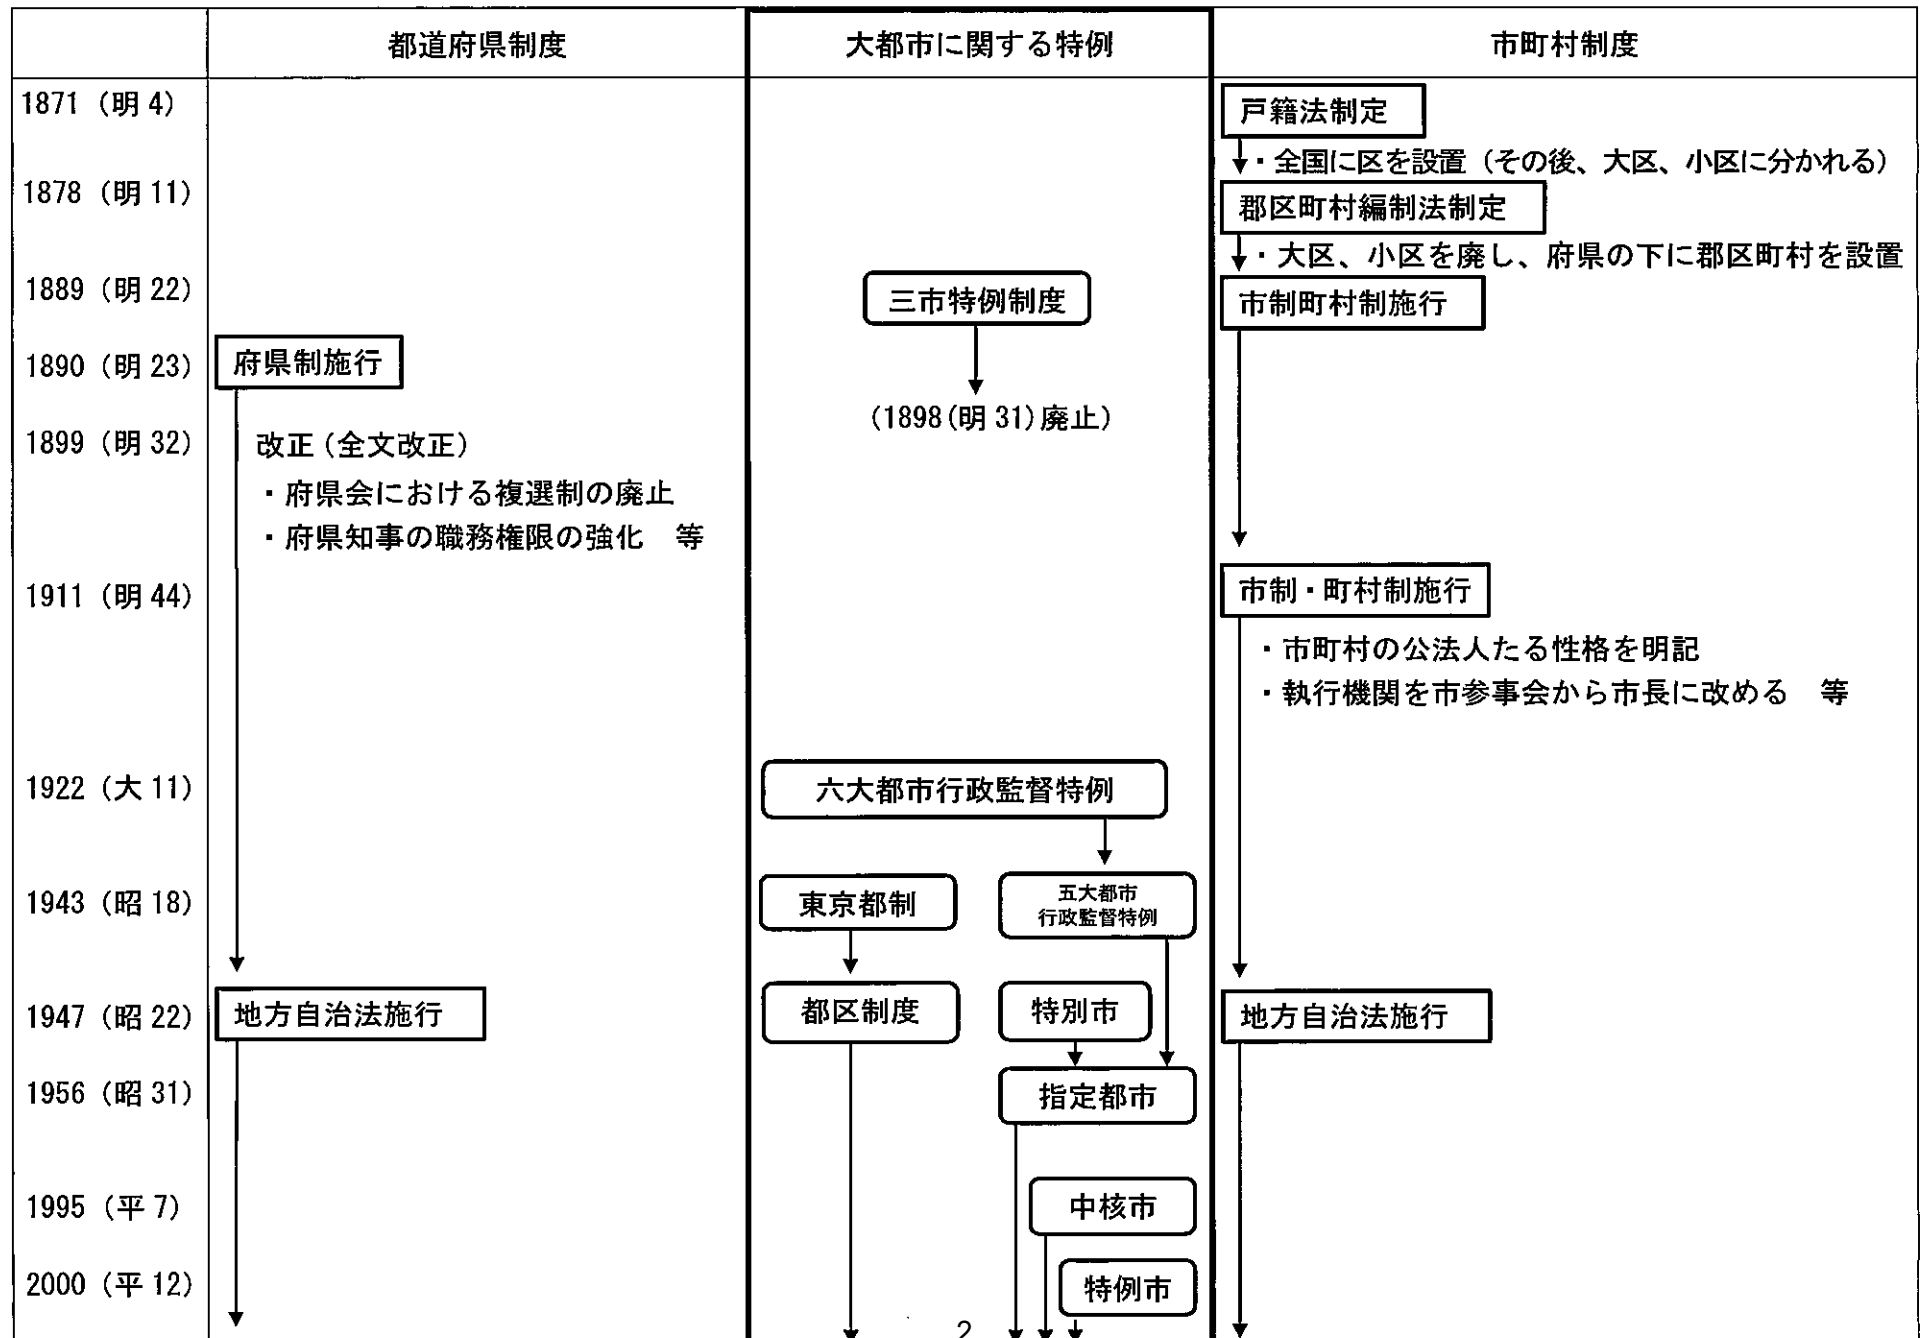 都道府県制度
大都市に関する特例
市町村制度
1871（明 4）
戸籍法制定
・全国に区を設置（その後、大区、小区に分かれる）
1878（明 11）
郡区町村編制法制定
・大区、小区を廃し、府県の下に郡区町村を設置
1889（明 22）
三市特例制度
市制町村制施行
1890（明 23）
府県制施行
（1898（明 31）廃止）
1899（明 32）
改正（全文改正）
・府県会における複選制の廃止
・府県知事の職務権限の強化　等
1911（明 44）
市制・町村制施行
・市町村の公法人たる性格を明記
・執行機関を市参事会から市長に改める　等
1922（大 11）
六大都市行政監督特例
1943（昭 18）
東京都制
五大都市
行政監督特例
1947（昭 22）
地方自治法施行
都区制度
特別市
地方自治法施行
1956（昭 31）
指定都市
1995（平 7）
中核市
2000（平 12）
特例市
2